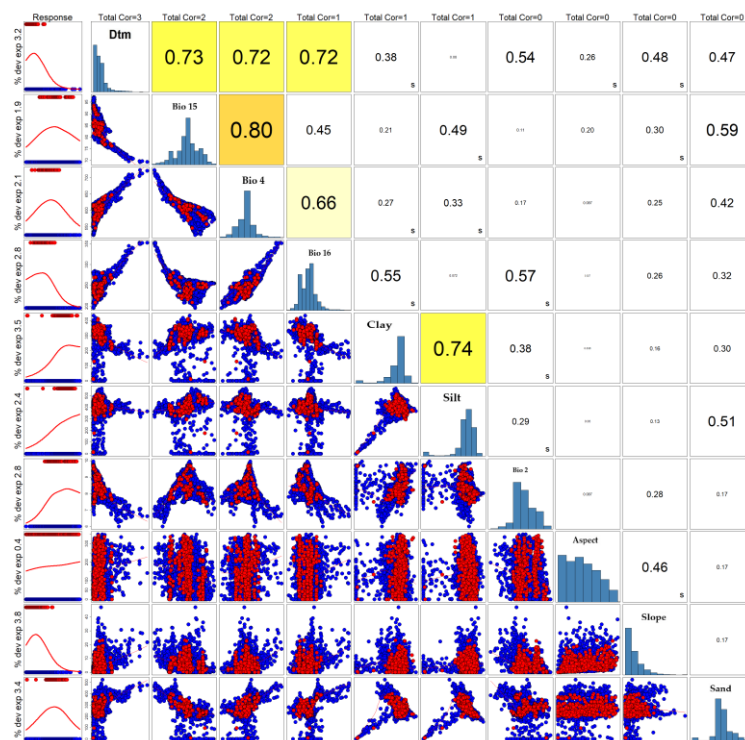 Response Total Cor=3 Total Cor=2 Total Cor=2 Total Cor=1 Total Cor=1 Total Cor=1 Total Cor=0 Total Cor=0 Total Cor=0 Total Cor=0
% dev exp 3.2 Dtm 0.73 0.72 0.72 0.38 s 0.54 0.26 s 0.48 s 0.47
% dev exp 1.9 Bio 15 0.80 0.45 0.21 0.49 s 0.11 0.20 0.30 s 0.59
% dev exp 2.1 Bio 4 0.66 0.27 s 0.33 s 0.17 0.25 0.42
% dev exp 2.8 Bio 16 0.55 s 0.57 s 0.26 0.32
% dev exp 3.5 Clay 0.74 0.38 s 0.16 0.30
% dev exp 2.4 Silt 0.29 s 0.13 0.51
% dev exp 2.8 Bio 2 0.28 0.17
% dev exp 0.4 Aspect 0.46 s 0.17
% dev exp 3.8 Slope 0.17
% dev exp 3.4 Sand